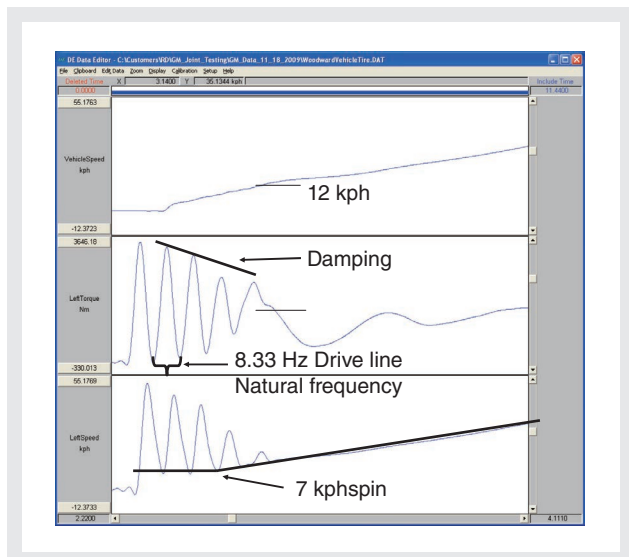 DE Data Editor - C:\Customers\RD\GM_Joint_Testing\GM_Data_11_18_2009\WoodwardVehicleTire.DAT
File Clipboard Edit Data Zoom Display Calibration Setup Help
Deleted Time X 3.1400 Y 35.1344 kph Include Time
0.0000 11.4400
55.1763
VehicleSpeed
kph
12 kph
-12.3723
3646.18
Damping
LeftTorque
Nm
8.33 Hz Drive line
-330.013
Natural frequency
55.1769
LeftSpeed
kph
7 kphspin
-12.3733
2.2200 4.1110